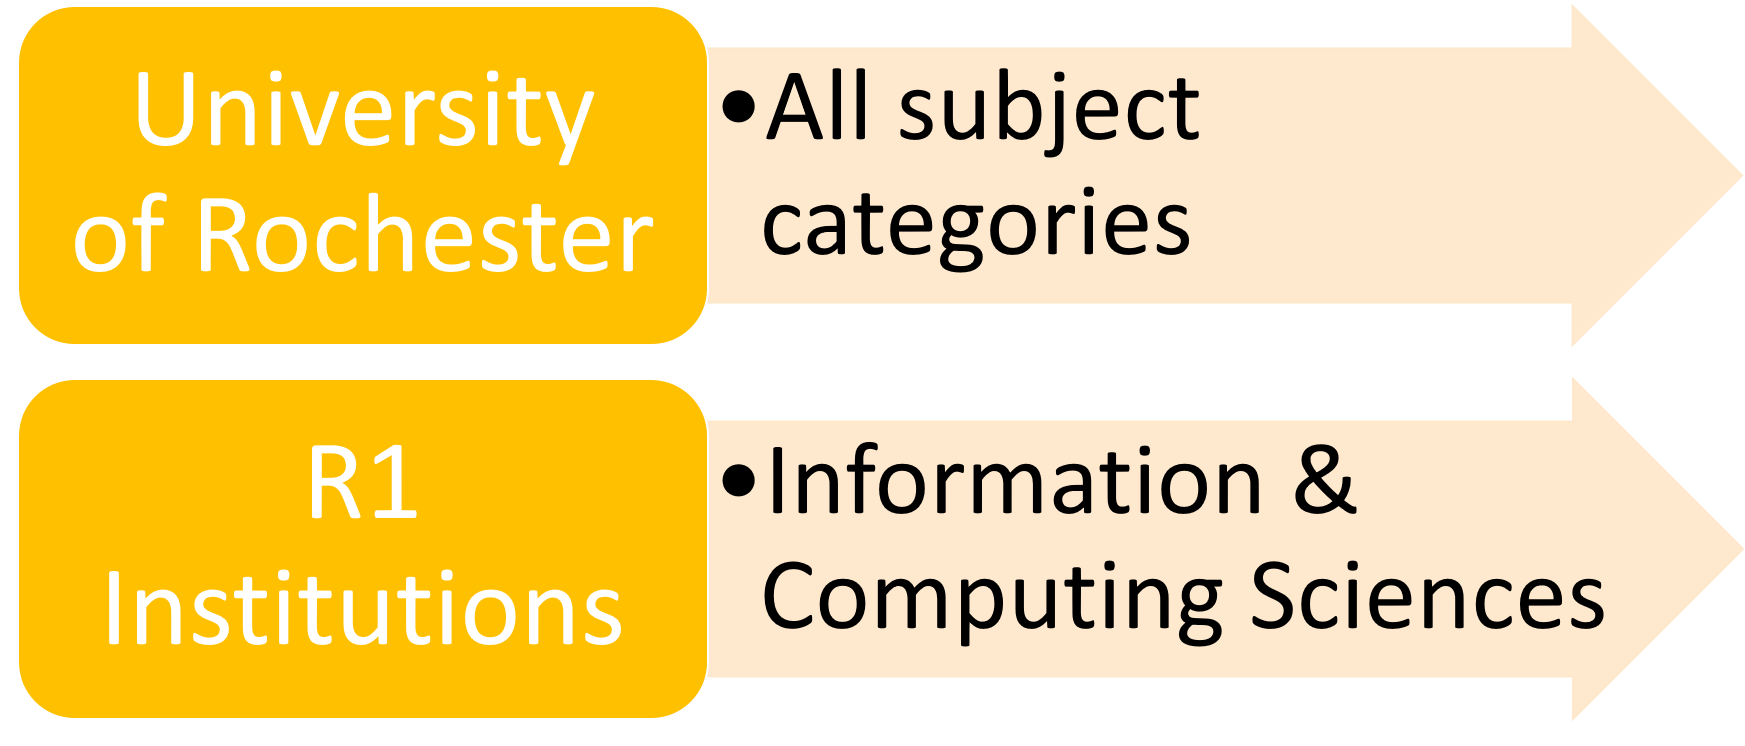 University
of Rochester
•All subject
categories
R1
Institutions
•Information &
Computing Sciences